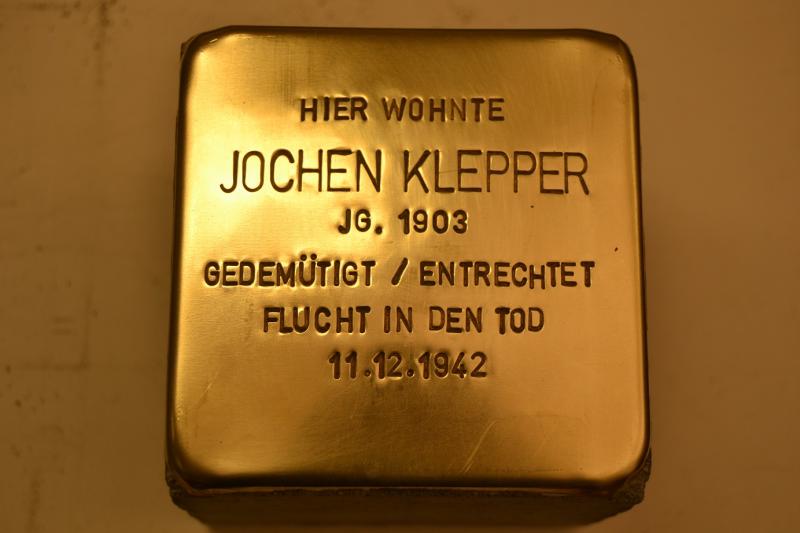 HIER WOHNTE
JOCHEN KLEPPER
JG. 1903
GEDEMÜTIGT / ENTRECHTET
FLUCHT IN DEN TOD
11.12.1942